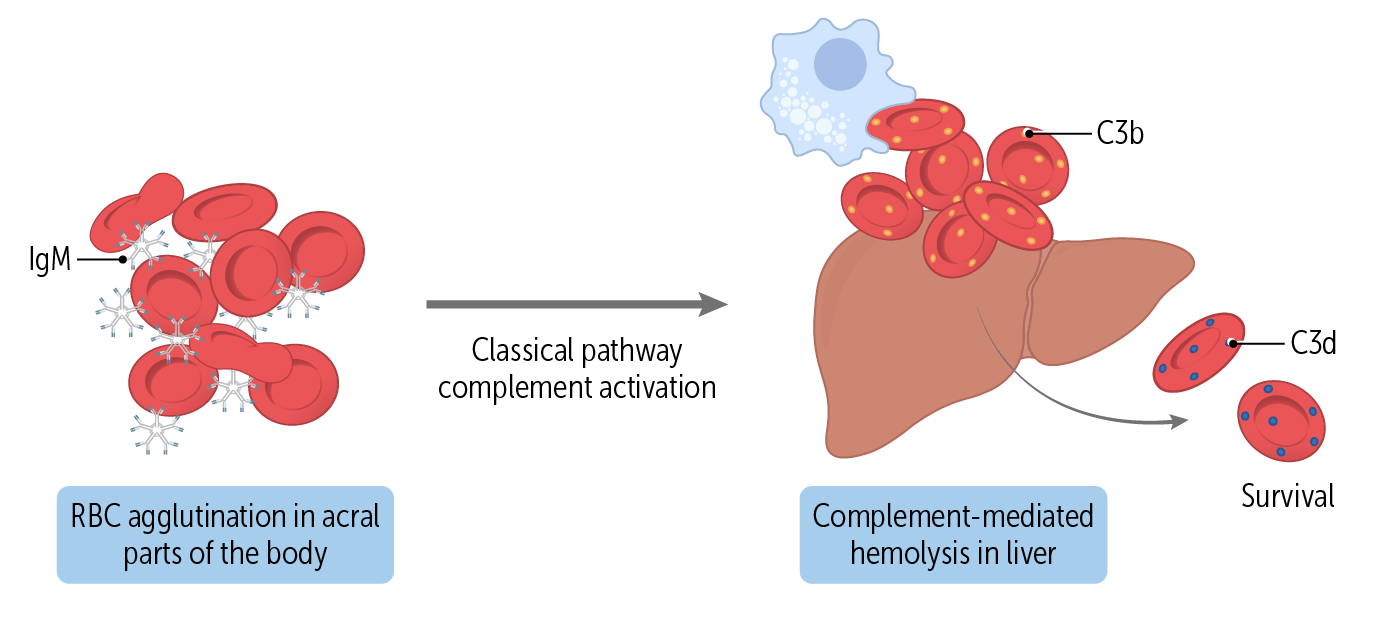 IgM
RBC agglutination in acral
parts of the body
Classical pathway
complement activation
C3b
C3d
Survival
Complement-mediated
hemolysis in liver